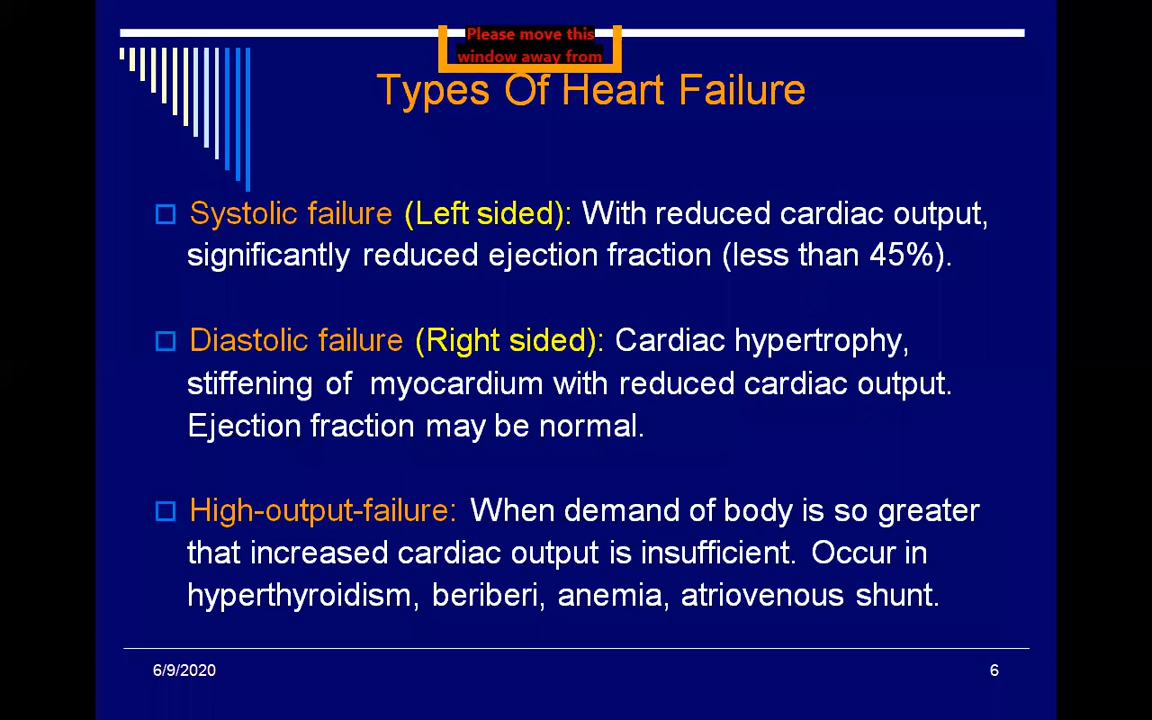 Please move this
window away from
Types Of Heart Failure
Systolic failure (Left sided): With reduced cardiac output,
significantly reduced ejection fraction (less than 45%).
Diastolic failure (Right sided): Cardiac hypertrophy,
stiffening of myocardium with reduced cardiac output.
Ejection fraction may be normal.
High-output-failure: When demand of body is so greater
that increased cardiac output is insufficient. Occur in
hyperthyroidism, beriberi, anemia, atriovenous shunt.
6/9/2020
6